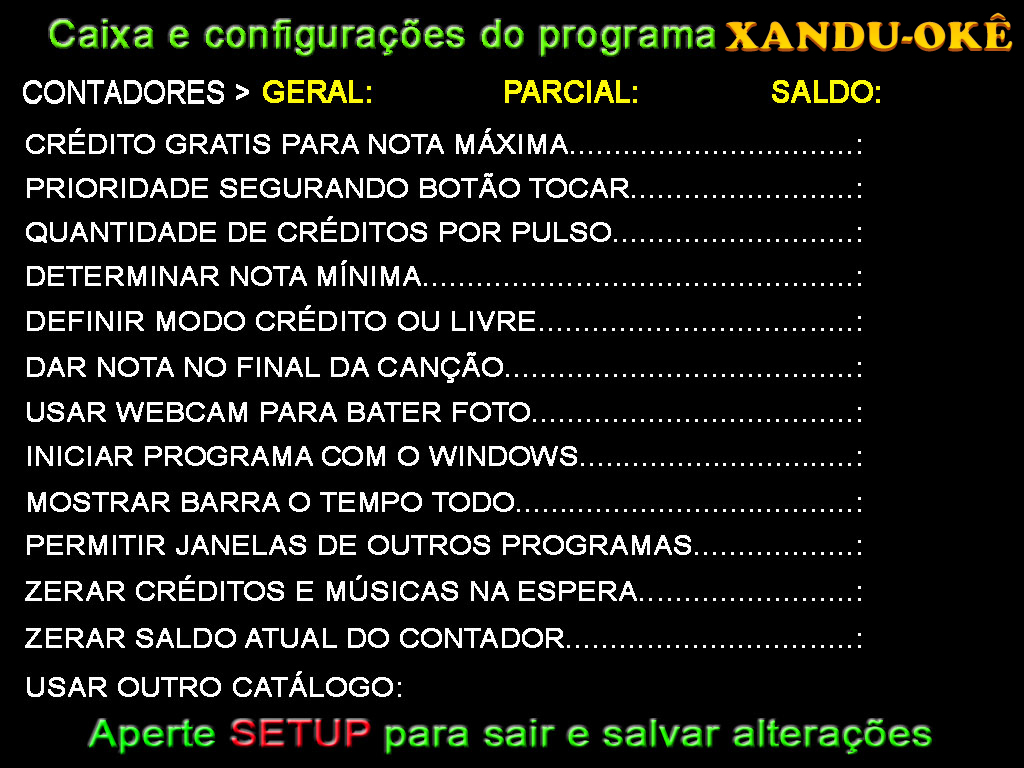 Caixa e configurações do programa XANDU-OKÊ
CONTADORES > GERAL: PARCIAL: SALDO:
CRÉDITO GRATIS PARA NOTA MÁXIMA................................:
PRIORIDADE SEGURANDO BOTÃO TOCAR.........................:
QUANTIDADE DE CRÉDITOS POR PULSO...........................:
DETERMINAR NOTA MÍNIMA................................................:
DEFINIR MODO CRÉDITO OU LIVRE...................................:
DAR NOTA NO FINAL DA CANÇÃO.......................................:
USAR WEBCAM PARA BATER FOTO....................................:
INICIAR PROGRAMA COM O WINDOWS...............................:
MOSTRAR BARRA O TEMPO TODO......................................:
PERMITIR JANELAS DE OUTROS PROGRAMAS..................:
ZERAR CRÉDITOS E MÚSICAS NA ESPERA........................:
ZERAR SALDO ATUAL DO CONTADOR................................:
USAR OUTRO CATÁLOGO:
Aperte SETUP para sair e salvar alterações